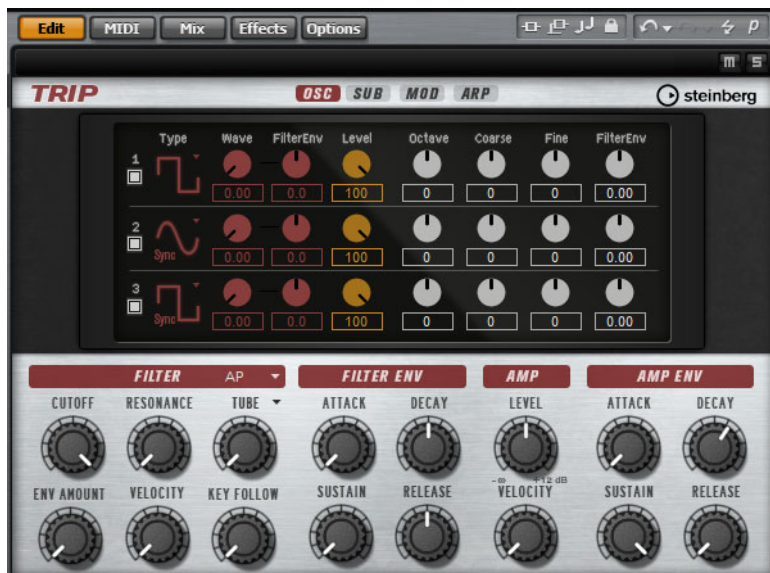 Edit MIDI Mix Effects Options p
m s
TRIP OSC SUB MOD ARP steinberg
Type Wave FilterEnv Level Octave Coarse Fine FilterEnv
1
0.00 0.0 100 0 0 0 0.00
2
Sync 0.00 0.0 100 0 0 0 0.00
3
Sync 0.00 0.0 100 0 0 0 0.00
FILTER AP FILTER ENV AMP AMP ENV
CUTOFF RESONANCE TUBE ATTACK DECAY LEVEL ATTACK DECAY
-∞ +12 dB
ENV AMOUNT VELOCITY KEY FOLLOW SUSTAIN RELEASE VELOCITY SUSTAIN RELEASE